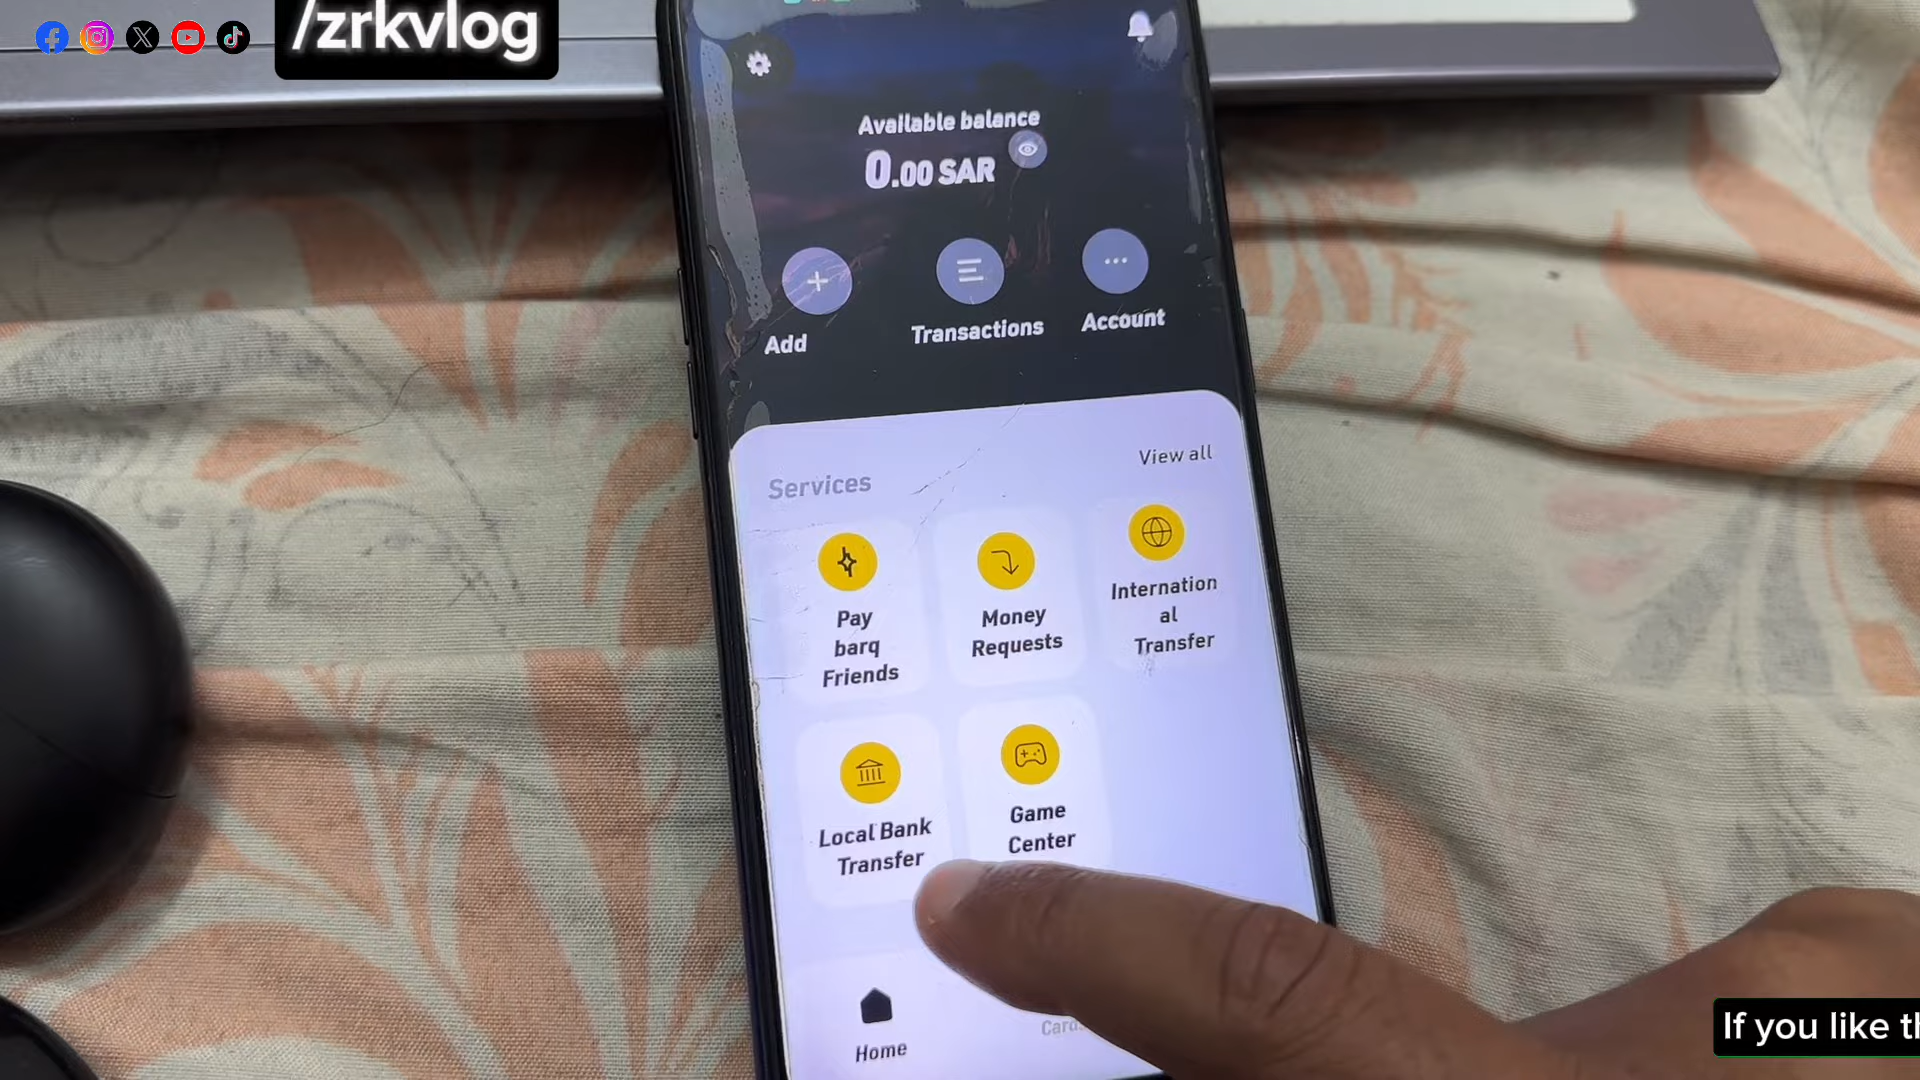 /zrkvlog
Available balance
0.00 SAR
Add
Transactions
Account
Services
View all
Pay
barq
Friends
Money
Requests
Internation
al
Transfer
Local Bank
Transfer
Game
Center
Home
If you like